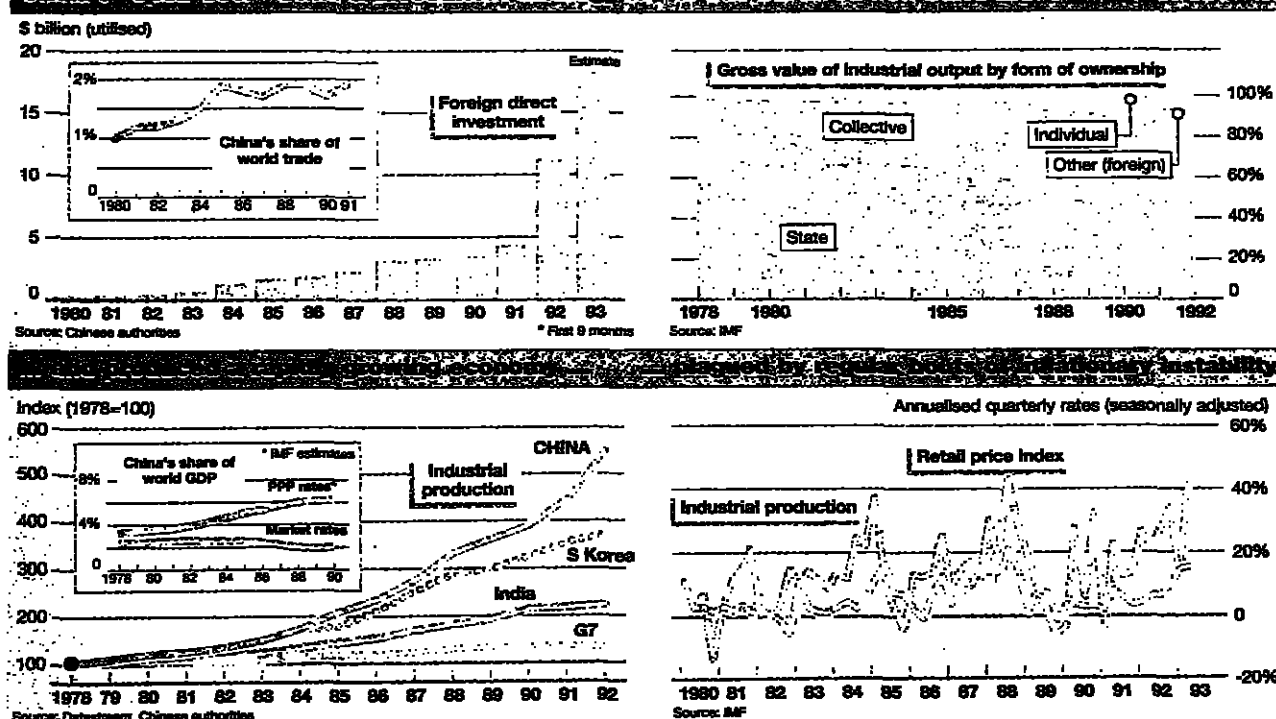 $ billion (utilised)
20
15
10
5
0
Estimate
Foreign direct
investment
2%
1%
0
China's share of
world trade
1980 82 84 86 88 90 91
1980 81 82 83 84 85 86 87 88 89 90 91 92 93
Source: Chinese authorities
* First 9 months
Gross value of industrial output by form of ownership
100%
80%
60%
40%
20%
0
Collective
Individual
Other (foreign)
State
1978 1980 1985 1988 1990 1992
Source: IMF
growing economy
plagued by regular bouts of inflationary instability
Index (1978=100)
600
500
400
300
200
100
China's share of
world GDP
* IMF estimates
8%
4%
0
PPP rates*
Market rates
1978 80 82 84 86 88 90
Industrial
production
CHINA
S Korea
India
G7
1978 79 80 81 82 83 84 85 86 87 88 89 90 91 92
Source: Datastream, Chinese authorities
Annualised quarterly rates (seasonally adjusted)
60%
40%
20%
0
-20%
Retail price index
Industrial production
1980 81 82 83 84 85 86 87 88 89 90 91 92 93
Source: IMF